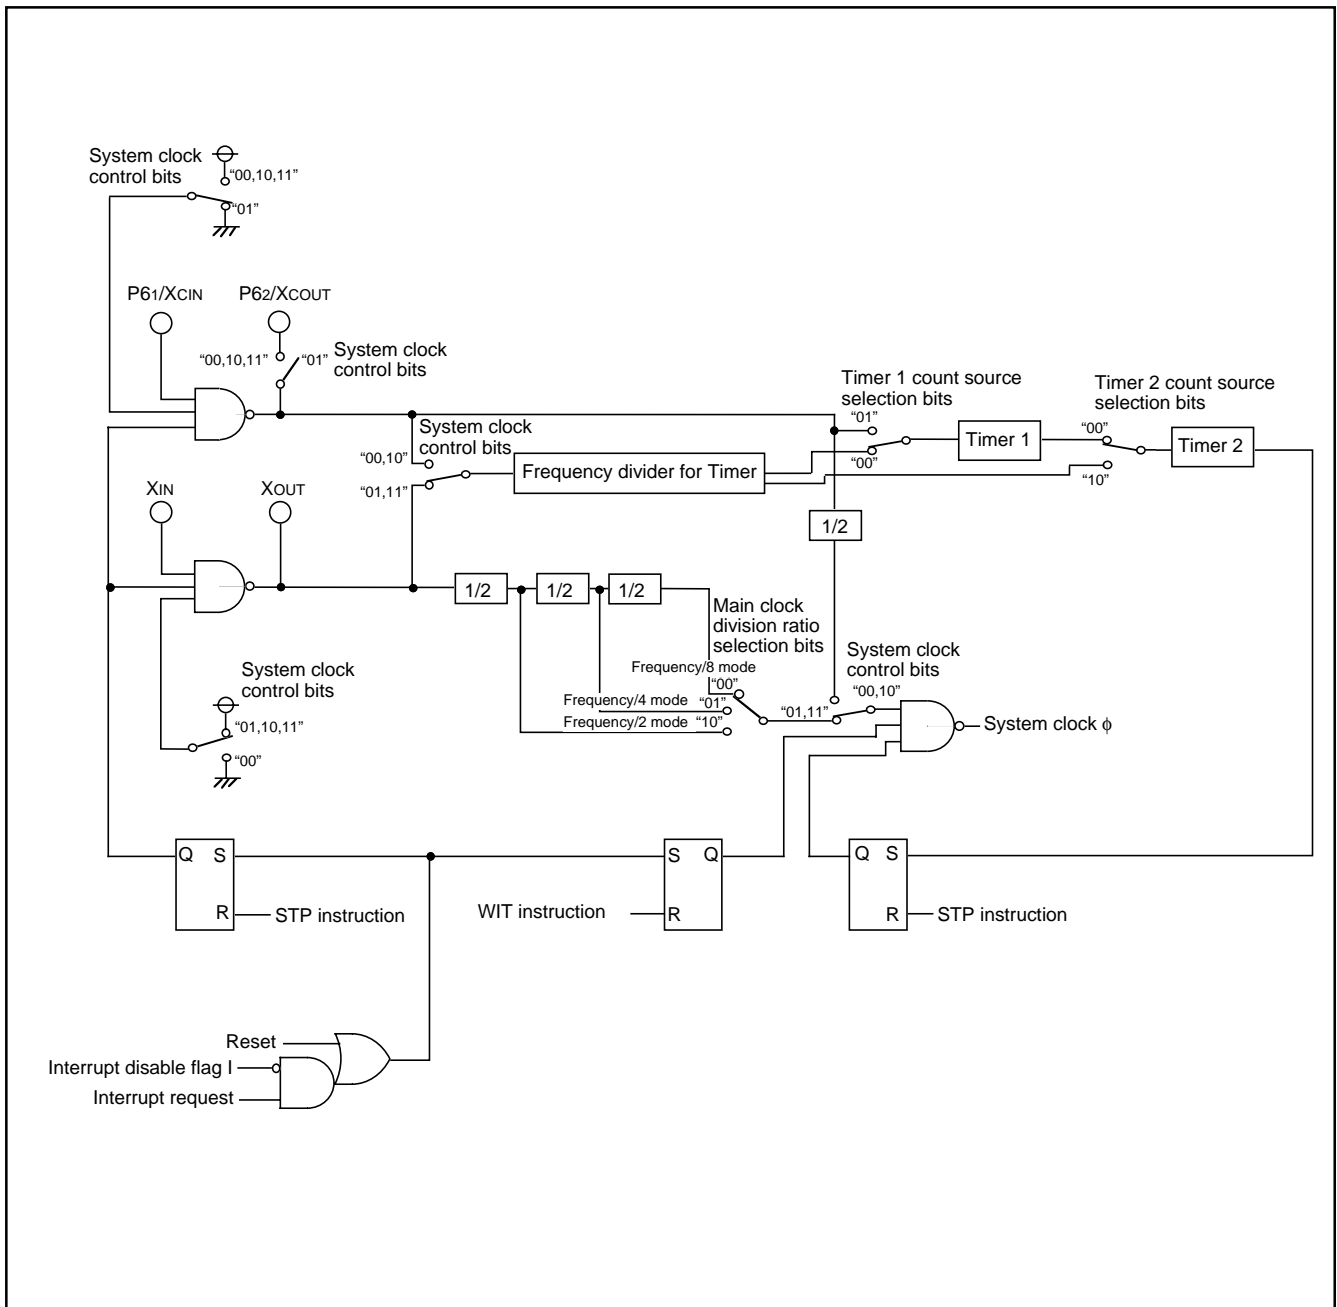 System clock
control bits
“00,10,11”
“01”
P61/XCIN
P62/XCOUT
“00,10,11”
“01”
System clock
control bits
Timer 1 count source
selection bits
Timer 2 count source
selection bits
“01”
“00”
System clock
control bits
“00,10”
“01,11”
Frequency divider for Timer
“00”
Timer 1
Timer 2
“10”
XIN
XOUT
1/2
1/2
1/2
1/2
Main clock
division ratio
selection bits
Frequency/8 mode
“00”
Frequency/4 mode
“01”
Frequency/2 mode
“10”
System clock
control bits
“00,10”
“01,11”
System clock ϕ
System clock
control bits
“01,10,11”
“00”
Q S
R
STP instruction
WIT instruction
S Q
R
Q S
R
STP instruction
Reset
Interrupt disable flag I
Interrupt request